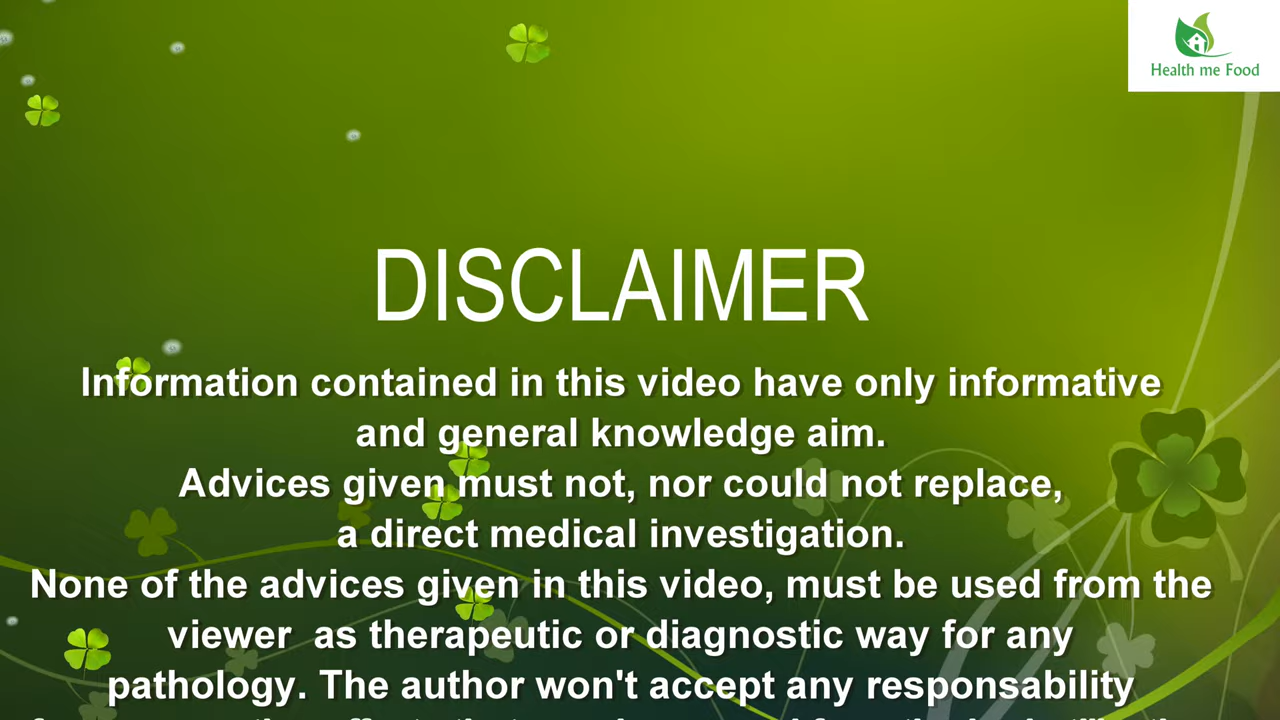 Health me Food
DISCLAIMER
Information contained in this video have only informative
and general knowledge aim.
Advices given must not, nor could not replace,
a direct medical investigation.
None of the advices given in this video, must be used from the
viewer as therapeutic or diagnostic way for any
pathology. The author won't accept any responsability